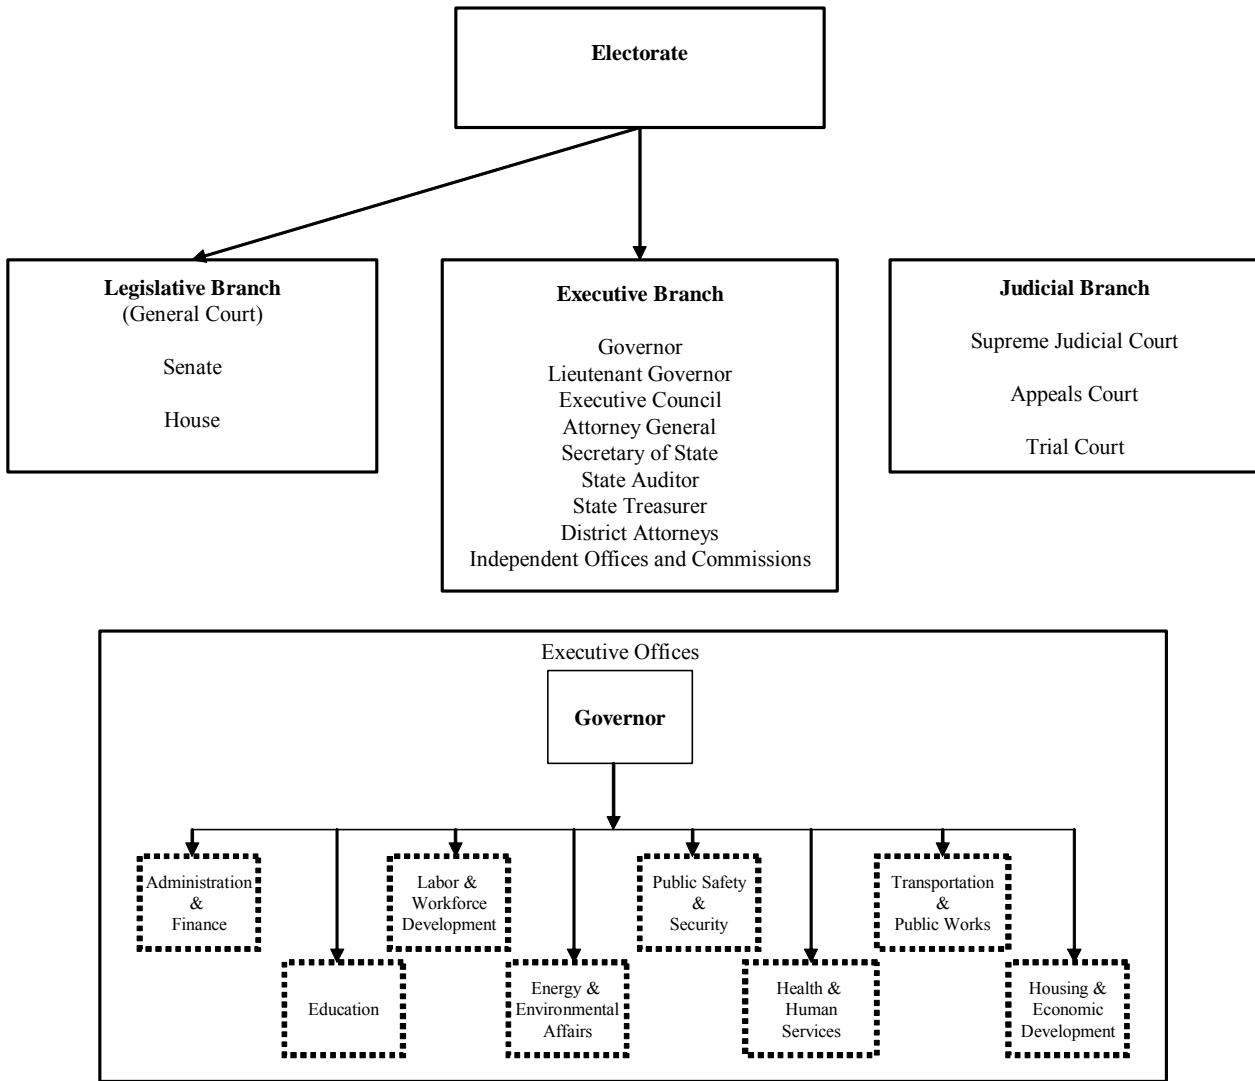 Electorate
Legislative Branch
(General Court)
Senate
House
Executive Branch
Governor
Lieutenant Governor
Executive Council
Attorney General
Secretary of State
State Auditor
State Treasurer
District Attorneys
Independent Offices and Commissions
Judicial Branch
Supreme Judicial Court
Appeals Court
Trial Court
Executive Offices
Governor
Administration
&
Finance
Labor &
Workforce
Development
Public Safety
&
Security
Transportation
&
Public Works
Education
Energy &
Environmental
Affairs
Health &
Human
Services
Housing &
Economic
Development